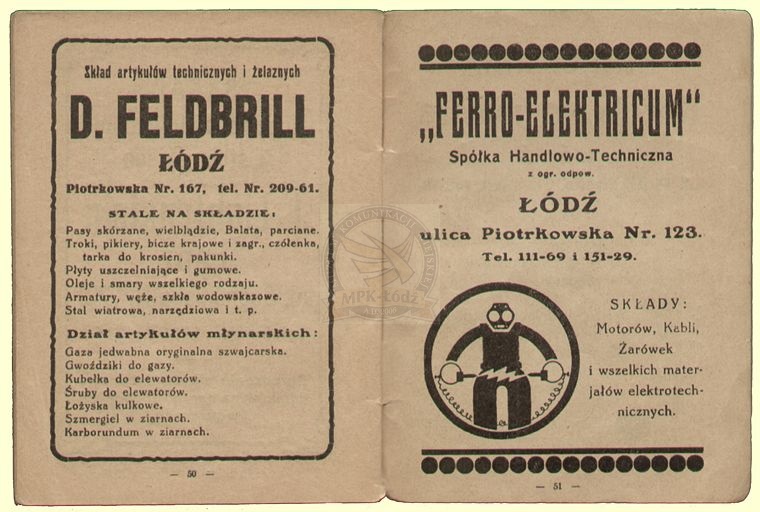 Skład artykułów technicznych i żelaznych
D. FELDBRILL
ŁÓDŹ
Piotrkowska Nr. 167, tel. Nr. 209-61.
STALE NA SKŁADZIE:
Pasy skórzane, wielblądzie, Balata, parciane.
Troki, pikiery, bicze krajowe i zagr., czółenka,
tarka do krosien, pakunki.
Płyty uszczelniające i gumowe.
Oleje i smary wszelkiego rodzaju.
Armatury, węże, szkła wodowskazowe.
Stal wiatrowa, narzędziowa i t. p.
Dział artykułów młynarskich:
Gaza jedwabna oryginalna szwajcarska.
Gwoździki do gazy.
Kubełka do elewatorów.
Śruby do elewatorów.
Łożyska kulkowe.
Szmergiel w ziarnach.
Karborundum w ziarnach.
— 50 —
„FERRO-ELEKTRICUM“
Spółka Handlowo-Techniczna
z ogr. odpow.
ŁÓDŹ
ulica Piotrkowska Nr. 123.
Tel. 111-69 i 151-29.
SKŁADY:
Motorów, Kabli,
Żarówek
i wszelkich mater-
jałów elektrotech-
nicznych.
— 51 —
MPK-Łódź